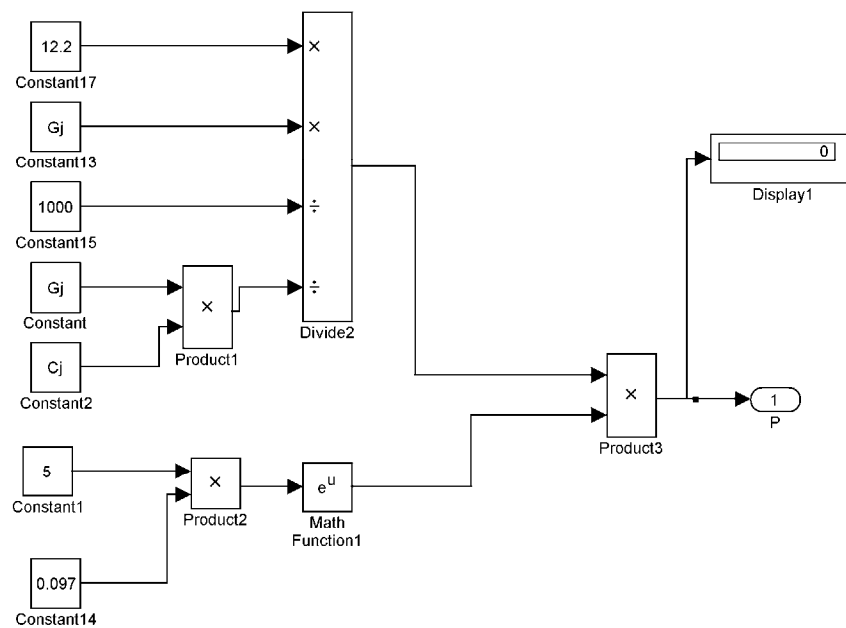 12.2
×
Constant17
Gj
×
Constant13
0
Display1
1000
÷
Constant15
Gj
÷
Constant
×
Divide2
Product1
Cj
Constant2
×
1
P
Product3
5
×
Constant1
e^u
Product2
Math
Function1
0.097
Constant14